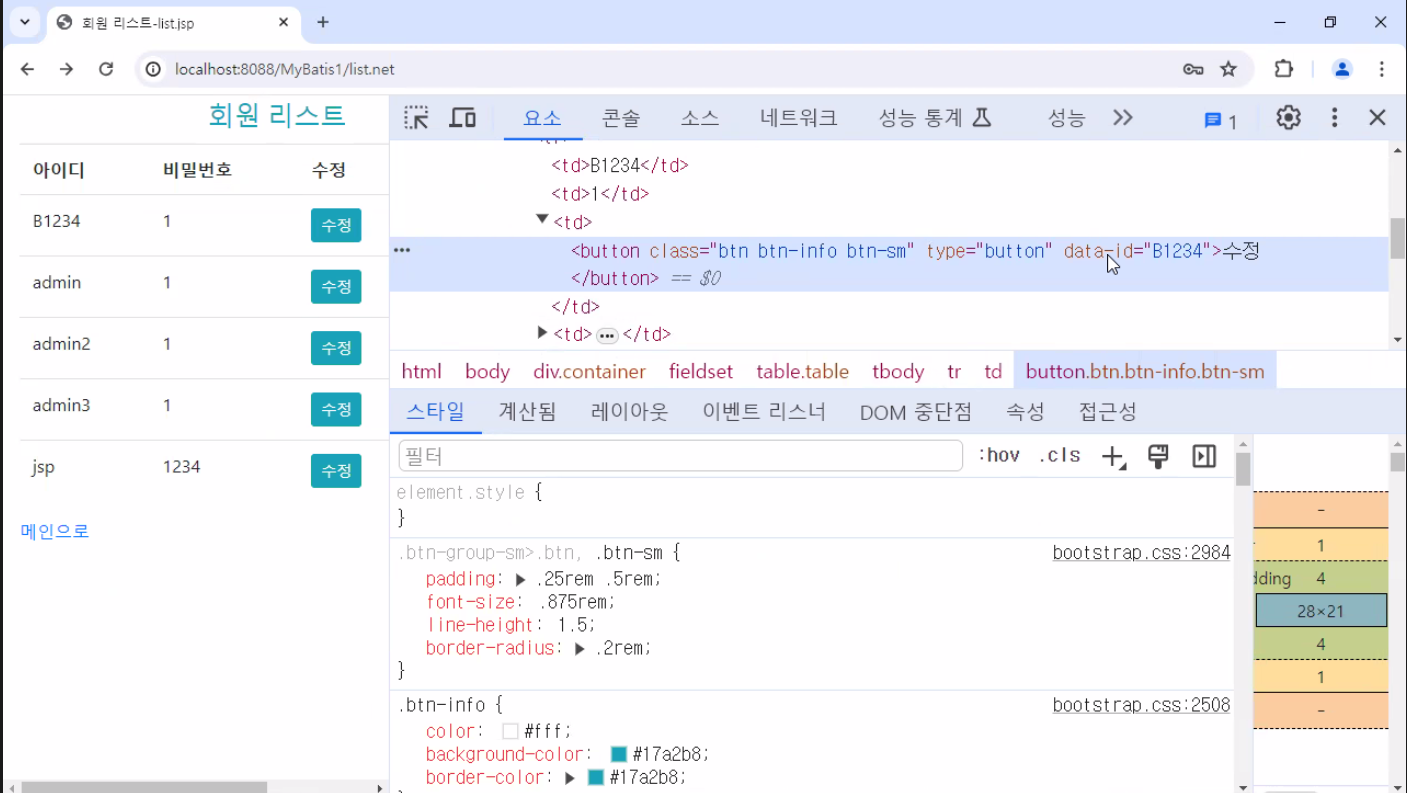 회원 리스트-list.jsp
localhost:8088/MyBatis1/list.net
회원 리스트
아이디 비밀번호 수정
B1234 1 수정
admin 1 수정
admin2 1 수정
admin3 1 수정
jsp 1234 수정
메인으로
요소 콘솔 소스 네트워크 성능 통계 성능 1
<td>B1234</td>
<td>1</td>
<td>
<button class="btn btn-info btn-sm" type="button" data-id="B1234">수정
</button> == $0
</td>
<td>…</td>
html body div.container fieldset table.table tbody tr td button.btn.btn-info.btn-sm
스타일 계산됨 레이아웃 이벤트 리스너 DOM 중단점 속성 접근성
필터 :hov .cls
element.style {
}
.btn-group-sm>.btn, .btn-sm { bootstrap.css:2984
padding: .25rem .5rem;
font-size: .875rem;
line-height: 1.5;
border-radius: .2rem;
}
.btn-info { bootstrap.css:2508
color: #fff;
background-color: #17a2b8;
border-color: #17a2b8;
-
1
4
28×21
4
1
-